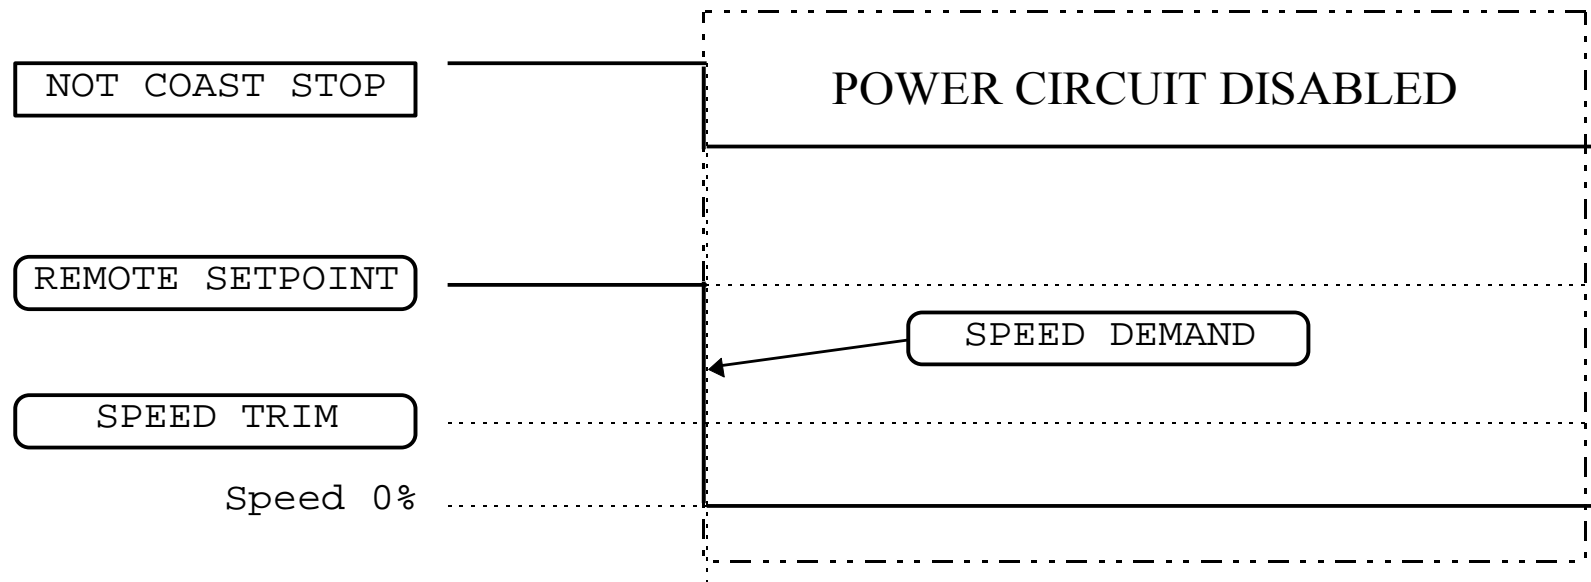 NOT COAST STOP
POWER CIRCUIT DISABLED
REMOTE SETPOINT
SPEED DEMAND
SPEED TRIM
Speed 0%